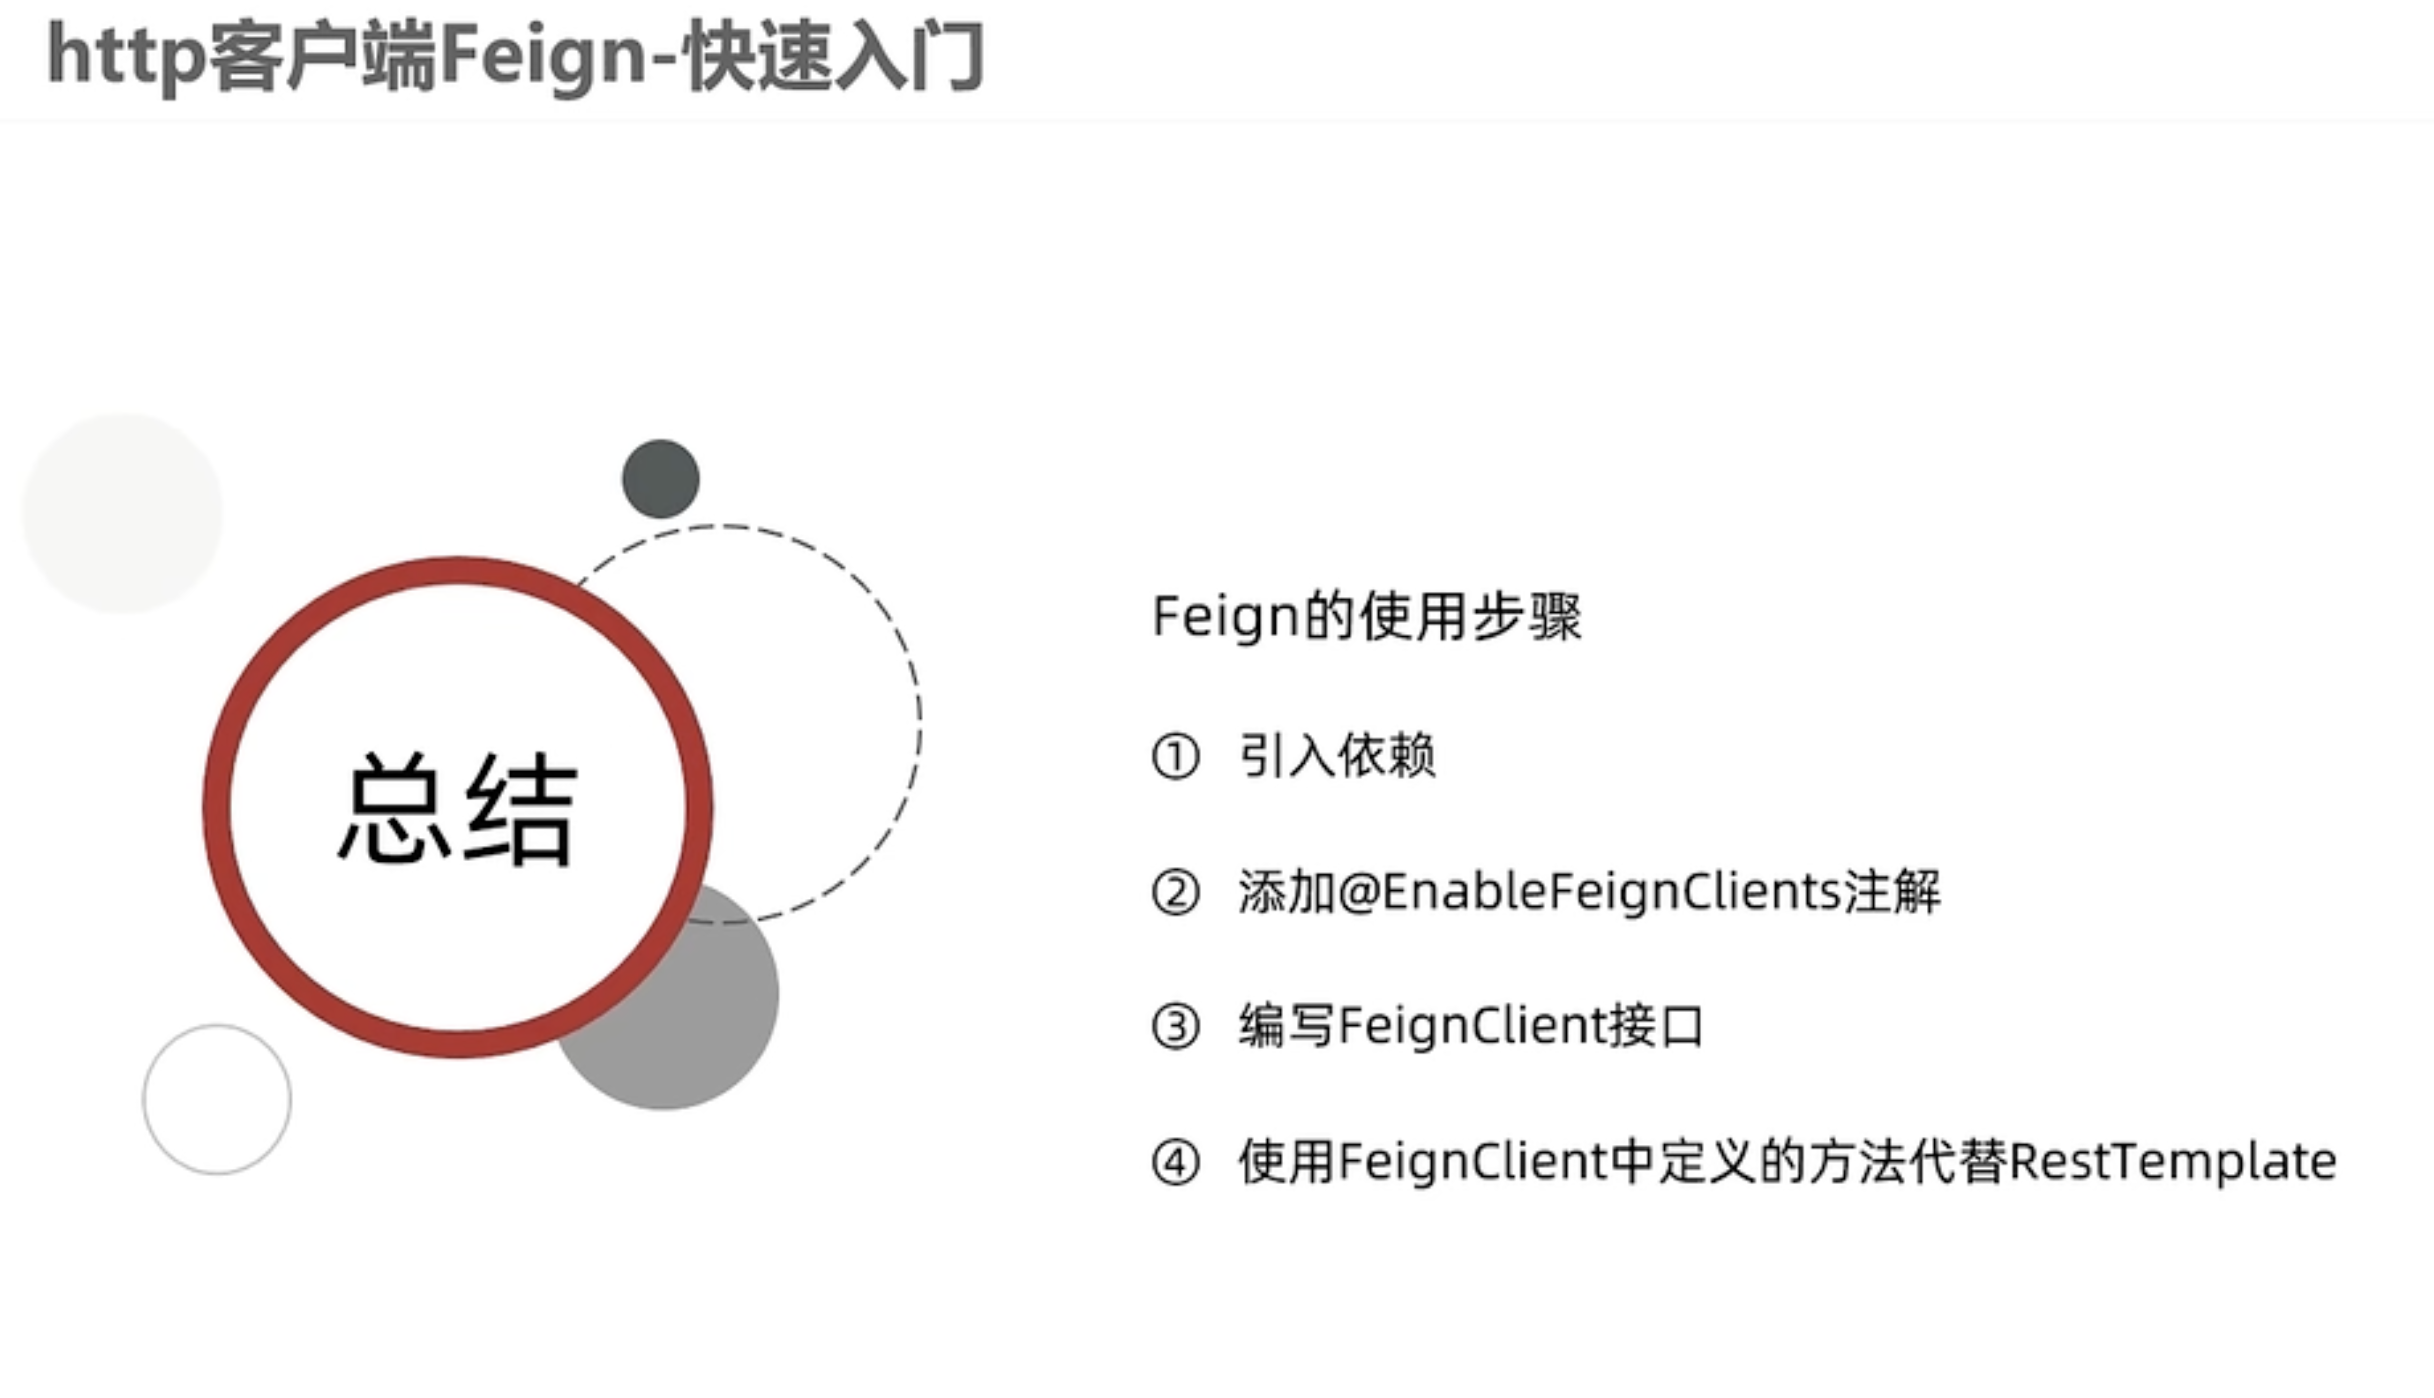 http客户端Feign-快速入门
总结
Feign的使用步骤
① 引入依赖
② 添加@EnableFeignClients注解
③ 编写FeignClient接口
④ 使用FeignClient中定义的方法代替RestTemplate